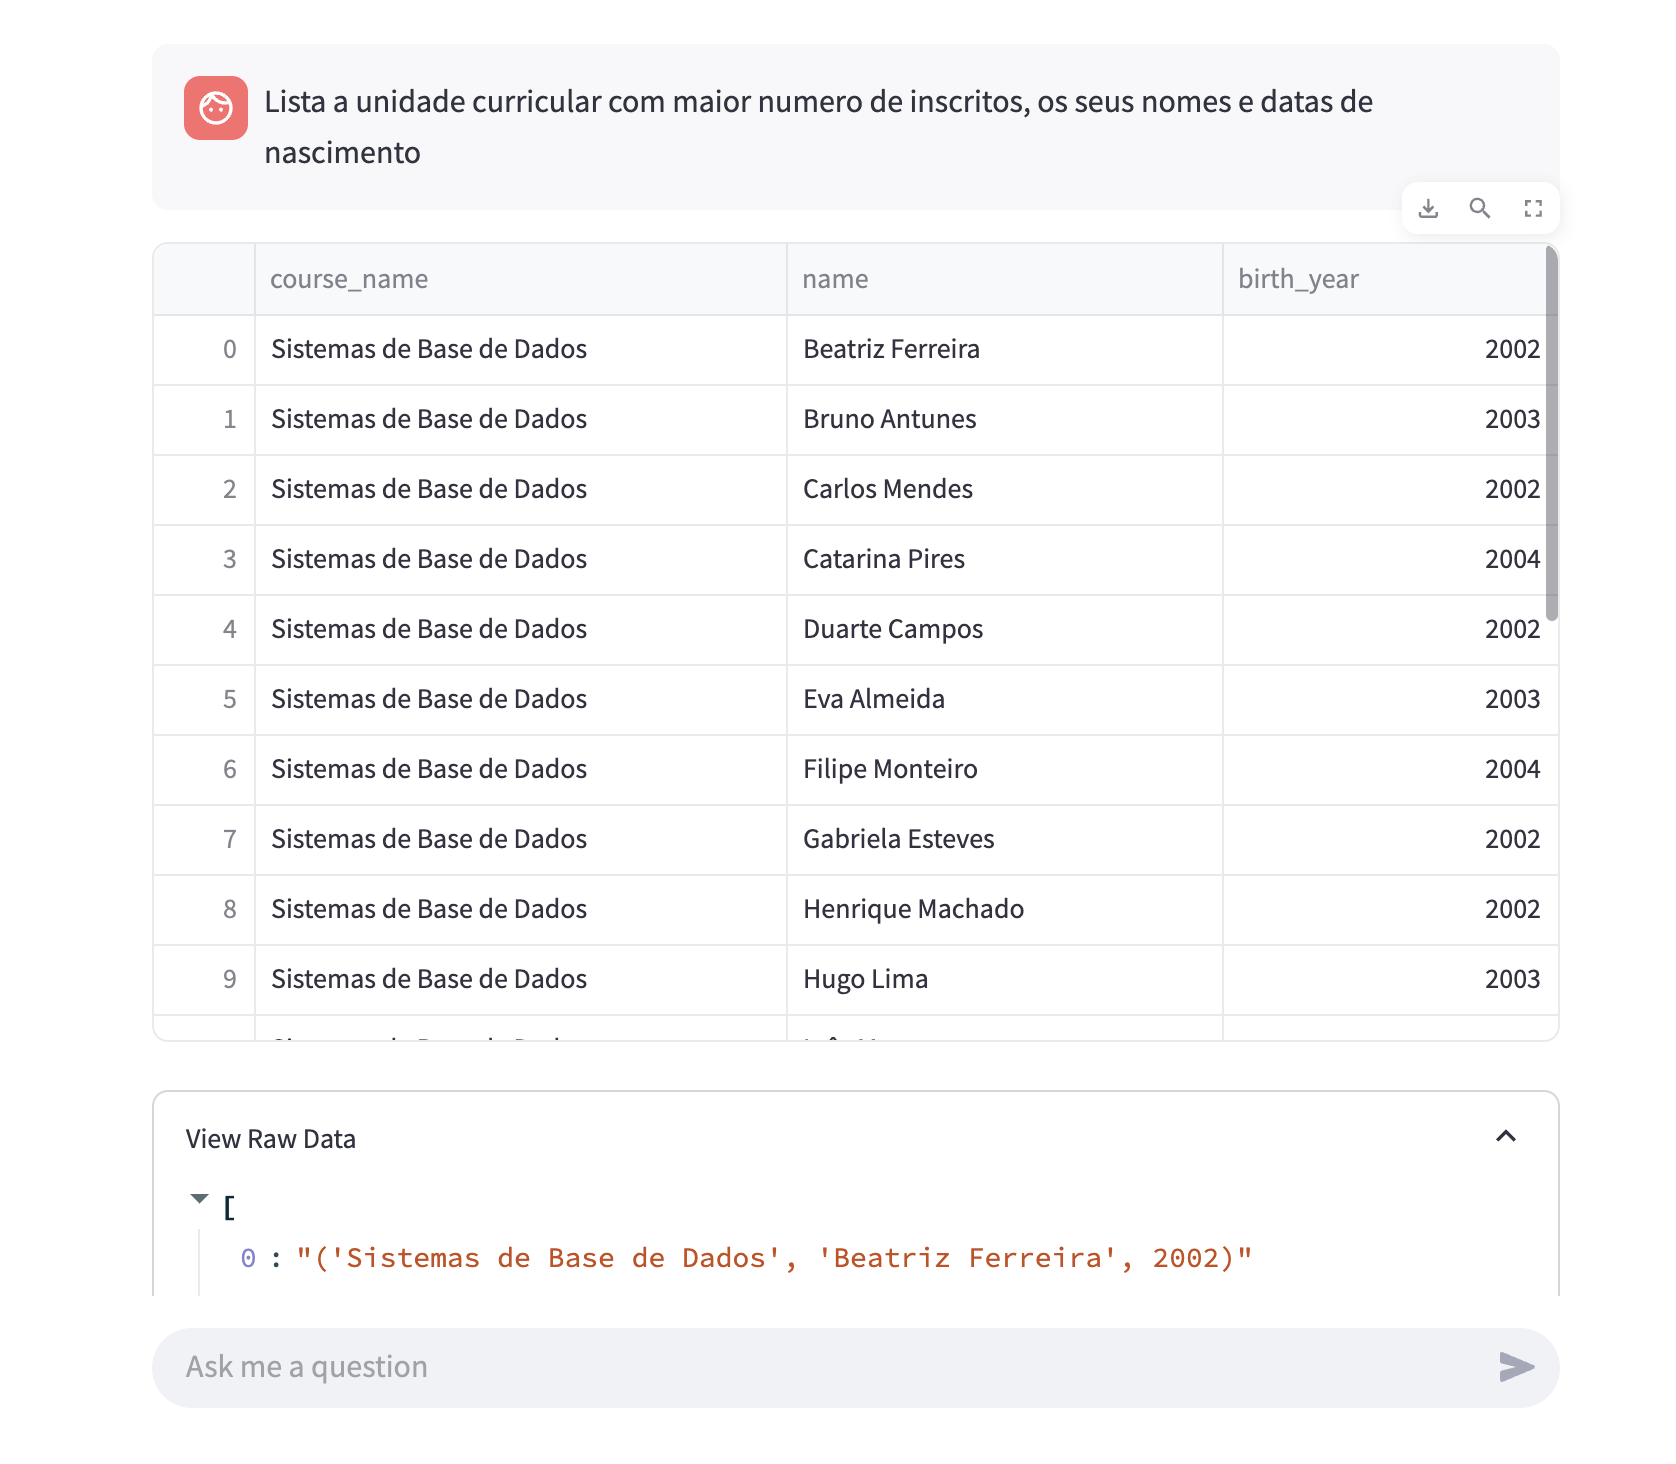 Lista a unidade curricular com maior numero de inscritos, os seus nomes e datas de
nascimento
course_name name birth_year
0 Sistemas de Base de Dados Beatriz Ferreira 2002
1 Sistemas de Base de Dados Bruno Antunes 2003
2 Sistemas de Base de Dados Carlos Mendes 2002
3 Sistemas de Base de Dados Catarina Pires 2004
4 Sistemas de Base de Dados Duarte Campos 2002
5 Sistemas de Base de Dados Eva Almeida 2003
6 Sistemas de Base de Dados Filipe Monteiro 2004
7 Sistemas de Base de Dados Gabriela Esteves 2002
8 Sistemas de Base de Dados Henrique Machado 2002
9 Sistemas de Base de Dados Hugo Lima 2003
View Raw Data
[
0 : "('Sistemas de Base de Dados', 'Beatriz Ferreira', 2002)"
Ask me a question